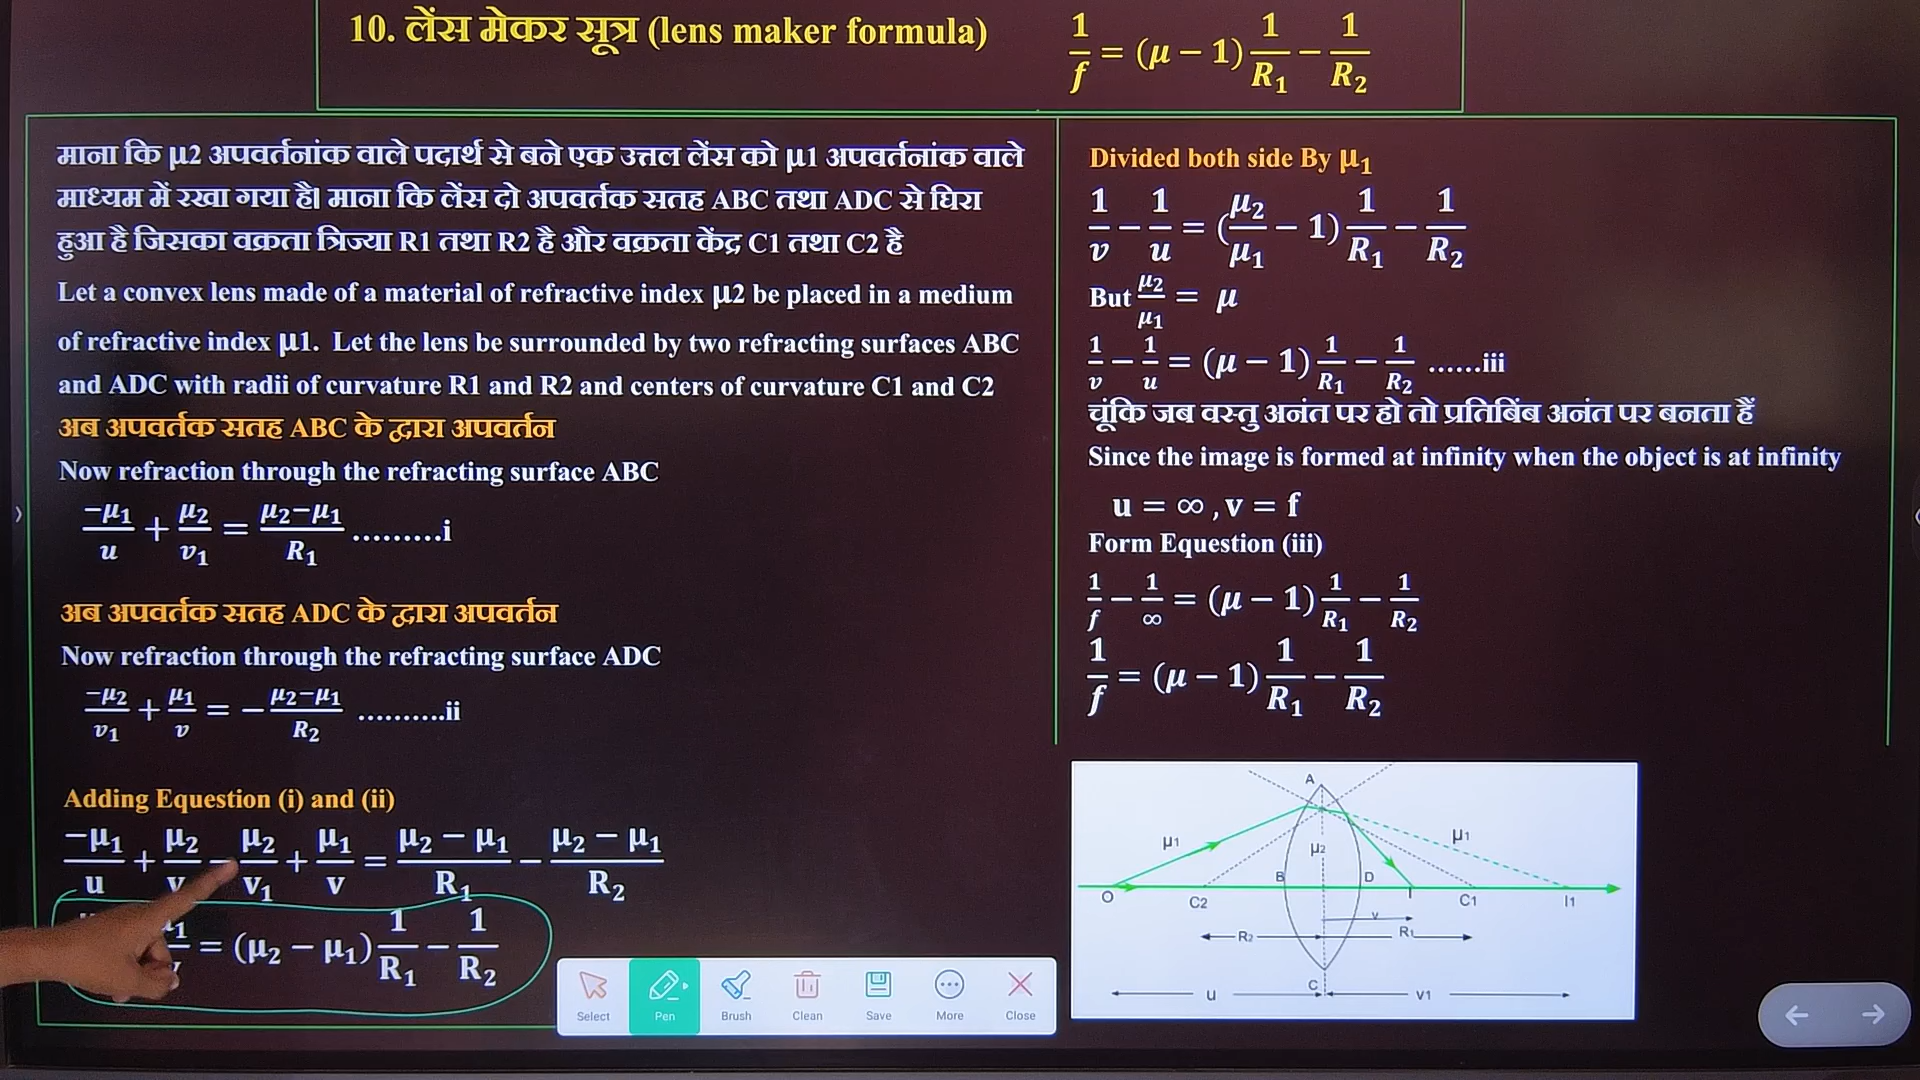 10. लेंस मेकर सूत्र (lens maker formula) 1/f = (μ − 1) 1/R₁ − 1/R₂
माना कि μ2 अपवर्तनांक वाले पदार्थ से बने एक उत्तल लेंस को μ1 अपवर्तनांक वाले
माध्यम में रखा गया है। माना कि लेंस दो अपवर्तक सतह ABC तथा ADC से घिरा
हुआ है जिसका वक्रता त्रिज्या R1 तथा R2 है और वक्रता केंद्र C1 तथा C2 है
Let a convex lens made of a material of refractive index μ2 be placed in a medium
of refractive index μ1. Let the lens be surrounded by two refracting surfaces ABC
and ADC with radii of curvature R1 and R2 and centers of curvature C1 and C2
अब अपवर्तक सतह ABC के द्वारा अपवर्तन
Now refraction through the refracting surface ABC
−μ₁/u + μ₂/v₁ = μ₂−μ₁/R₁ .........i
अब अपवर्तक सतह ADC के द्वारा अपवर्तन
Now refraction through the refracting surface ADC
−μ₂/v₁ + μ₁/v = − μ₂−μ₁/R₂ ..........ii
Adding Equestion (i) and (ii)
−μ₁/u + μ₂/v − μ₂/v₁ + μ₁/v = μ₂ − μ₁/R₁ − μ₂ − μ₁/R₂
= (μ₂ − μ₁) 1/R₁ − 1/R₂
Divided both side By μ₁
1/v − 1/u = (μ₂/μ₁ − 1) 1/R₁ − 1/R₂
But μ₂/μ₁ = μ
1/v − 1/u = (μ − 1) 1/R₁ − 1/R₂ ......iii
चूंकि जब वस्तु अनंत पर हो तो प्रतिबिंब अनंत पर बनता हैं
Since the image is formed at infinity when the object is at infinity
u = ∞ , v = f
Form Equestion (iii)
1/f − 1/∞ = (μ − 1) 1/R₁ − 1/R₂
1/f = (μ − 1) 1/R₁ − 1/R₂
A
μ1
μ2
μ1
B
D
O
C2
I
C1
I1
v
R2
R1
C
u
v1
Select
Pen
Brush
Clean
Save
More
Close